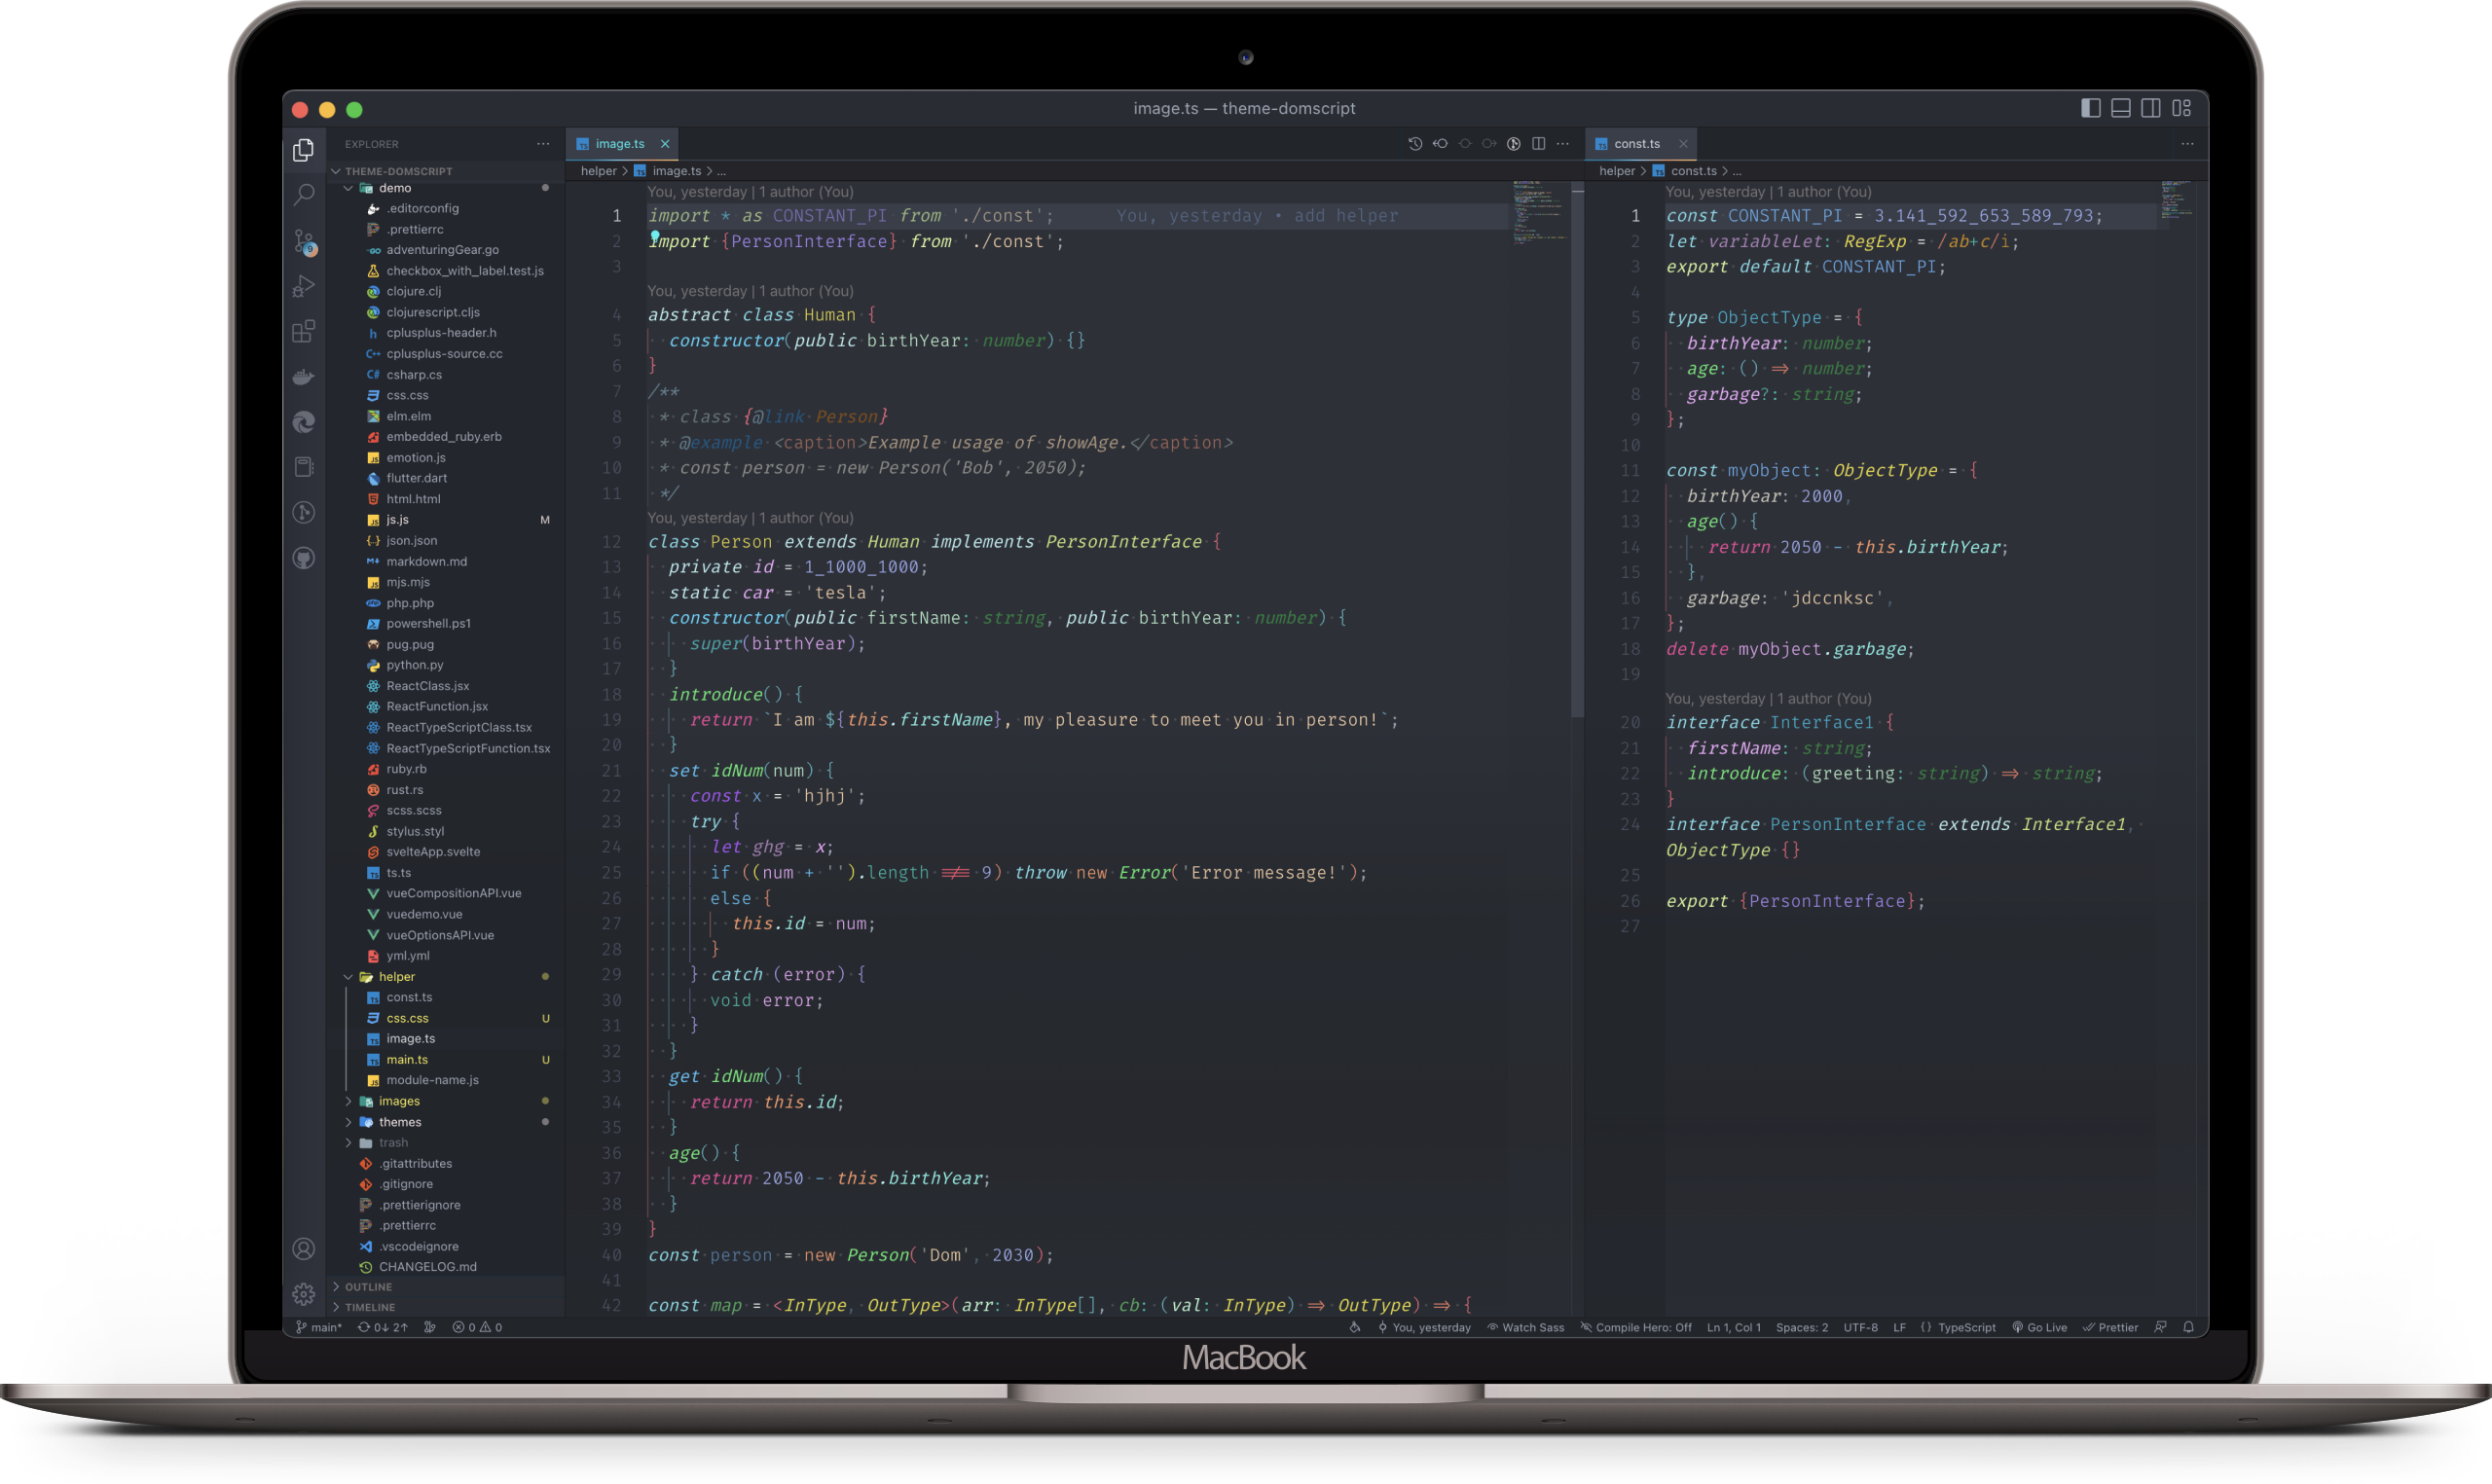 image.ts — theme-domscript
EXPLORER
THEME-DOMSCRIPT
demo
.editorconfig
.prettierrc
adventuringGear.go
checkbox_with_label.test.js
clojure.clj
clojurescript.cljs
cplusplus-header.h
cplusplus-source.cc
csharp.cs
css.css
elm.elm
embedded_ruby.erb
emotion.js
flutter.dart
html.html
js.js M
json.json
markdown.md
mjs.mjs
php.php
powershell.ps1
pug.pug
python.py
ReactClass.jsx
ReactFunction.jsx
ReactTypeScriptClass.tsx
ReactTypeScriptFunction.tsx
ruby.rb
rust.rs
scss.scss
stylus.styl
svelteApp.svelte
ts.ts
vueCompositionAPI.vue
vuedemo.vue
vueOptionsAPI.vue
yml.yml
helper
const.ts
css.css U
image.ts
main.ts U
module-name.js
images
themes
trash
.gitattributes
.gitignore
.prettierignore
.prettierrc
.vscodeignore
CHANGELOG.md
OUTLINE
TIMELINE
image.ts
helper > image.ts > ...
You, yesterday | 1 author (You)
1 import * as CONSTANT_PI from './const'; You, yesterday • add helper
2 import {PersonInterface} from './const';
3
You, yesterday | 1 author (You)
4 abstract class Human {
5 constructor(public birthYear: number) {}
6 }
7 /**
8 * class {@link Person}
9 * @example <caption>Example usage of showAge.</caption>
10 * const person = new Person('Bob', 2050);
11 */
You, yesterday | 1 author (You)
12 class Person extends Human implements PersonInterface {
13 private id = 1_1000_1000;
14 static car = 'tesla';
15 constructor(public firstName: string, public birthYear: number) {
16 super(birthYear);
17 }
18 introduce() {
19 return `I am ${this.firstName}, my pleasure to meet you in person!`;
20 }
21 set idNum(num) {
22 const x = 'hjhj';
23 try {
24 let ghg = x;
25 if ((num + '').length !== 9) throw new Error('Error message!');
26 else {
27 this.id = num;
28 }
29 } catch (error) {
30 void error;
31 }
32 }
33 get idNum() {
34 return this.id;
35 }
36 age() {
37 return 2050 - this.birthYear;
38 }
39 }
40 const person = new Person('Dom', 2030);
41
42 const map = <InType, OutType>(arr: InType[], cb: (val: InType) => OutType) => {
const.ts
helper > const.ts > ...
You, yesterday | 1 author (You)
1 const CONSTANT_PI = 3.141_592_653_589_793;
2 let variableLet: RegExp = /ab+c/i;
3 export default CONSTANT_PI;
4
5 type ObjectType = {
6 birthYear: number;
7 age: () => number;
8 garbage?: string;
9 };
10
11 const myObject: ObjectType = {
12 birthYear: 2000,
13 age() {
14 return 2050 - this.birthYear;
15 },
16 garbage: 'jdccnksc',
17 };
18 delete myObject.garbage;
19
You, yesterday | 1 author (You)
20 interface Interface1 {
21 firstName: string;
22 introduce: (greeting: string) => string;
23 }
24 interface PersonInterface extends Interface1,
ObjectType {}
25
26 export {PersonInterface};
27
main* 0↓ 2↑ 0 0 You, yesterday Watch Sass Compile Hero: Off Ln 1, Col 1 Spaces: 2 UTF-8 LF {} TypeScript Go Live Prettier
MacBook